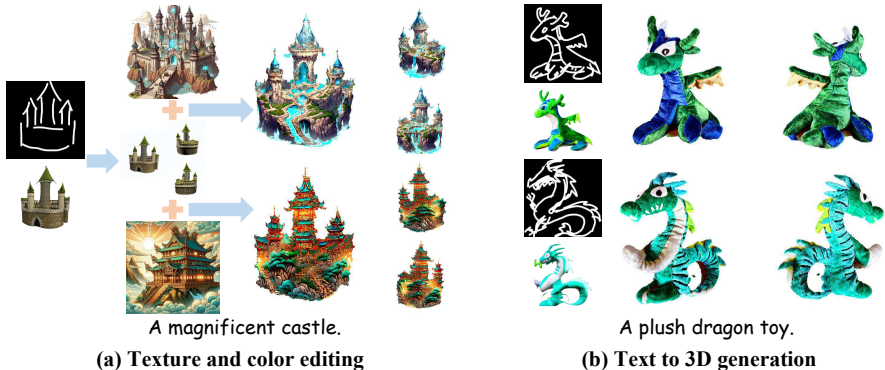 A magnificent castle.
(a) Texture and color editing
A plush dragon toy.
(b) Text to 3D generation